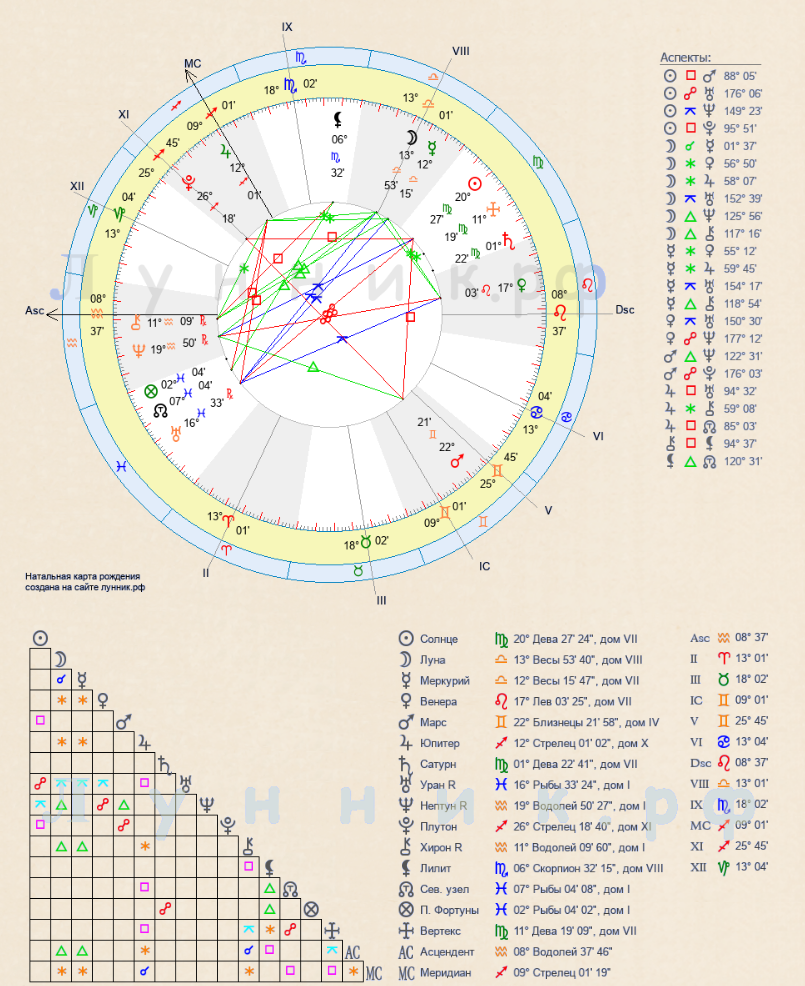 IX
MC
VIII
XI
XII
Asc
Dsc
VI
V
IC
II
III
18° 02'
13° 01'
09° 01'
25° 45'
13° 04'
08° 37'
13° 01'
18° 02'
09° 01'
25° 45'
13° 04'
08° 37'
06° 32'
12° 01'
26° 18'
13° 53'
12° 15'
20° 27'
11° 19'
01° 22'
17° 03'
11° 09'
19° 50'
02° 04'
07° 04'
16° 33'
22° 21'
Лунник.рф
Аспекты:
88° 05'
176° 06'
149° 23'
95° 51'
01° 37'
56° 50'
58° 07'
152° 39'
125° 56'
117° 16'
55° 12'
59° 45'
154° 17'
118° 54'
150° 30'
177° 12'
122° 31'
176° 03'
94° 32'
59° 08'
85° 03'
94° 37'
120° 31'
Натальная карта рождения
создана на сайте лунник.рф
AC
MC
Лунник.рф
Солнце 20° Дева 27' 24", дом VII
Луна 13° Весы 53' 40", дом VIII
Меркурий 12° Весы 15' 47", дом VII
Венера 17° Лев 03' 25", дом VII
Марс 22° Близнецы 21' 58", дом IV
Юпитер 12° Стрелец 01' 02", дом X
Сатурн 01° Дева 22' 41", дом VII
Уран R 16° Рыбы 33' 24", дом I
Нептун R 19° Водолей 50' 27", дом I
Плутон 26° Стрелец 18' 40", дом XI
Хирон R 11° Водолей 09' 60", дом I
Лилит 06° Скорпион 32' 15", дом VIII
Сев. узел 07° Рыбы 04' 08", дом I
П. Фортуны 02° Рыбы 04' 02", дом I
Вертекс 11° Дева 19' 09", дом VII
AC Асцендент 08° Водолей 37' 46"
MC Меридиан 09° Стрелец 01' 19"
Asc 08° 37'
II 13° 01'
III 18° 02'
IC 09° 01'
V 25° 45'
VI 13° 04'
Dsc 08° 37'
VIII 13° 01'
IX 18° 02'
MC 09° 01'
XI 25° 45'
XII 13° 04'